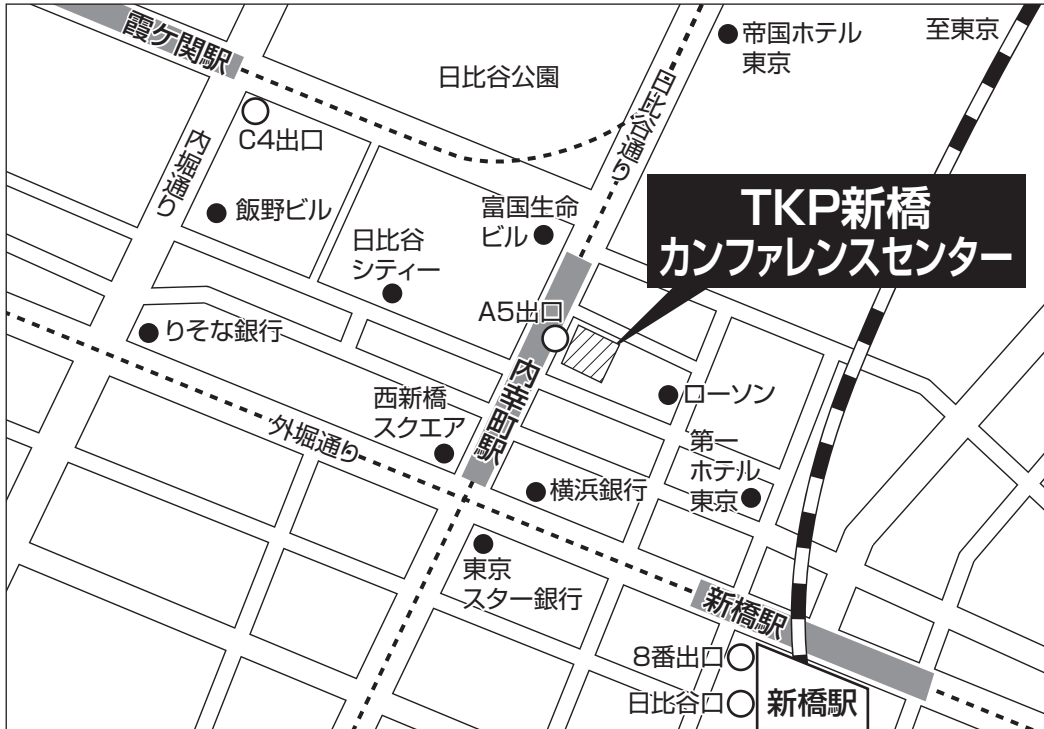 霞ケ関駅
帝国ホテル
東京
至東京
日比谷公園
日比谷通り
C4出口
内堀通り
飯野ビル
富国生命
ビル
日比谷
シティー
TKP新橋
カンファレンスセンター
A5出口
りそな銀行
内幸町駅
西新橋
スクエア
ローソン
外堀通り
第一
ホテル
東京
横浜銀行
東京
スター銀行
新橋駅
8番出口
日比谷口
新橋駅